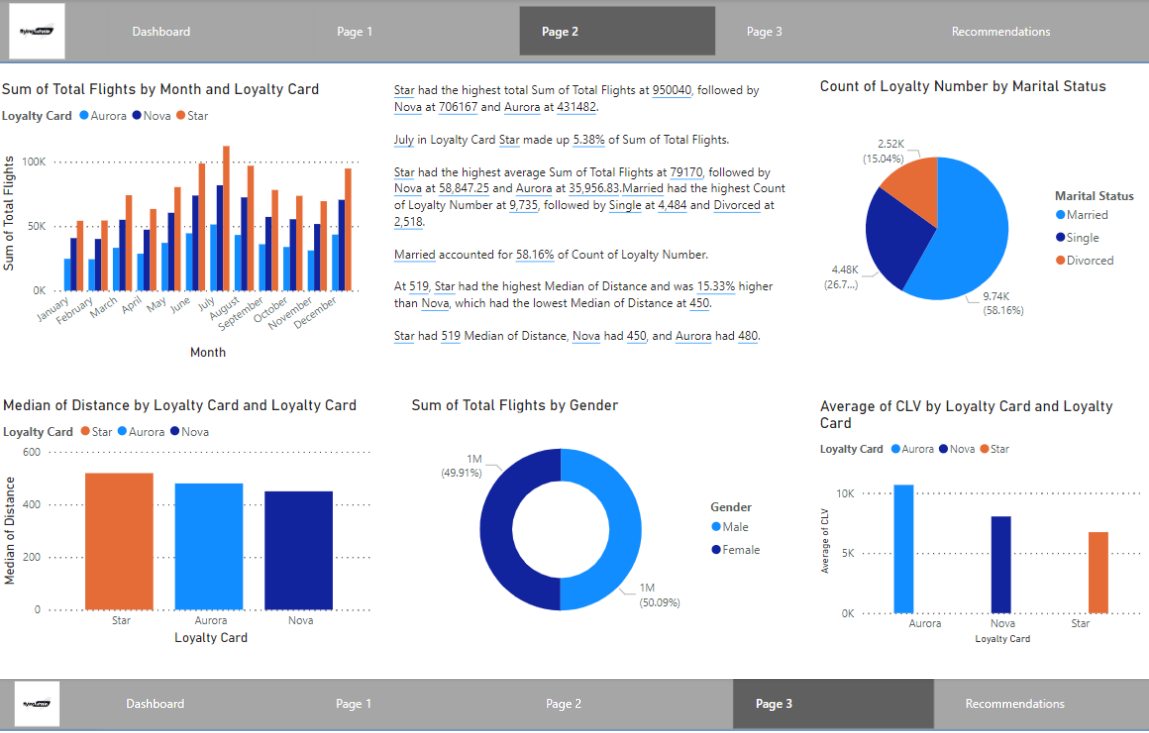 Dashboard
Page 1
Page 2
Page 3
Recommendations
Sum of Total Flights by Month and Loyalty Card
Loyalty Card Aurora Nova Star
Sum of Total Flights
100K
50K
0K
January
February
March
April
May
June
July
August
September
October
November
December
Month
Star had the highest total Sum of Total Flights at 950040, followed by
Nova at 706167 and Aurora at 431482.
July in Loyalty Card Star made up 5.38% of Sum of Total Flights.
Star had the highest average Sum of Total Flights at 79170, followed by
Nova at 58,847.25 and Aurora at 35,956.83.Married had the highest Count
of Loyalty Number at 9,735, followed by Single at 4,484 and Divorced at
2,518.
Married accounted for 58.16% of Count of Loyalty Number.
At 519, Star had the highest Median of Distance and was 15.33% higher
than Nova, which had the lowest Median of Distance at 450.
Star had 519 Median of Distance, Nova had 450, and Aurora had 480.
Count of Loyalty Number by Marital Status
2.52K
(15.04%)
4.48K
(26.7...)
9.74K
(58.16%)
Marital Status
Married
Single
Divorced
Median of Distance by Loyalty Card and Loyalty Card
Loyalty Card Star Aurora Nova
Median of Distance
600
400
200
0
Star
Aurora
Nova
Loyalty Card
Sum of Total Flights by Gender
1M
(49.91%)
1M
(50.09%)
Gender
Male
Female
Average of CLV by Loyalty Card and Loyalty
Card
Loyalty Card Aurora Nova Star
Average of CLV
10K
5K
0K
Aurora
Nova
Star
Loyalty Card
Dashboard
Page 1
Page 2
Page 3
Recommendations